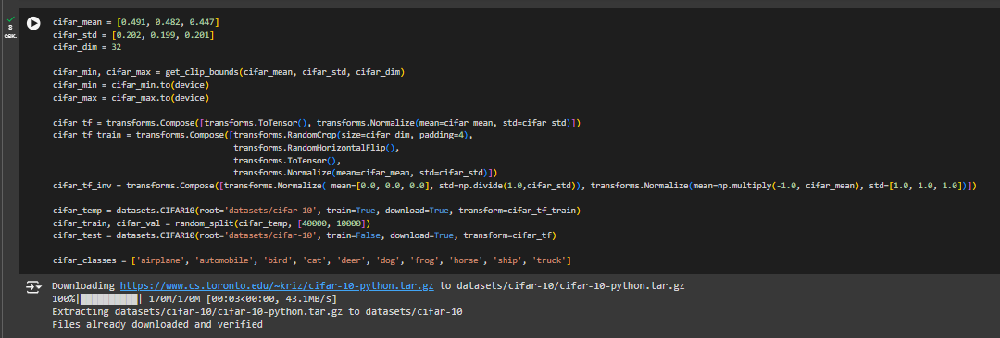 cifar_mean = [0.491, 0.482, 0.447]
8
сек.
cifar_std = [0.202, 0.199, 0.201]
cifar_dim = 32
cifar_min, cifar_max = get_clip_bounds(cifar_mean, cifar_std, cifar_dim)
cifar_min = cifar_min.to(device)
cifar_max = cifar_max.to(device)
cifar_tf = transforms.Compose([transforms.ToTensor(), transforms.Normalize(mean=cifar_mean, std=cifar_std)])
cifar_tf_train = transforms.Compose([transforms.RandomCrop(size=cifar_dim, padding=4),
transforms.RandomHorizontalFlip(),
transforms.ToTensor(),
transforms.Normalize(mean=cifar_mean, std=cifar_std)])
cifar_tf_inv = transforms.Compose([transforms.Normalize( mean=[0.0, 0.0, 0.0], std=np.divide(1.0,cifar_std)), transforms.Normalize(mean=np.multiply(-1.0, cifar_mean), std=[1.0, 1.0, 1.0])])
cifar_temp = datasets.CIFAR10(root='datasets/cifar-10', train=True, download=True, transform=cifar_tf_train)
cifar_train, cifar_val = random_split(cifar_temp, [40000, 10000])
cifar_test = datasets.CIFAR10(root='datasets/cifar-10', train=False, download=True, transform=cifar_tf)
cifar_classes = ['airplane', 'automobile', 'bird', 'cat', 'deer', 'dog', 'frog', 'horse', 'ship', 'truck']
Downloading https://www.cs.toronto.edu/~kriz/cifar-10-python.tar.gz to datasets/cifar-10/cifar-10-python.tar.gz
100%|██████████| 170M/170M [00:03<00:00, 43.1MB/s]
Extracting datasets/cifar-10/cifar-10-python.tar.gz to datasets/cifar-10
Files already downloaded and verified